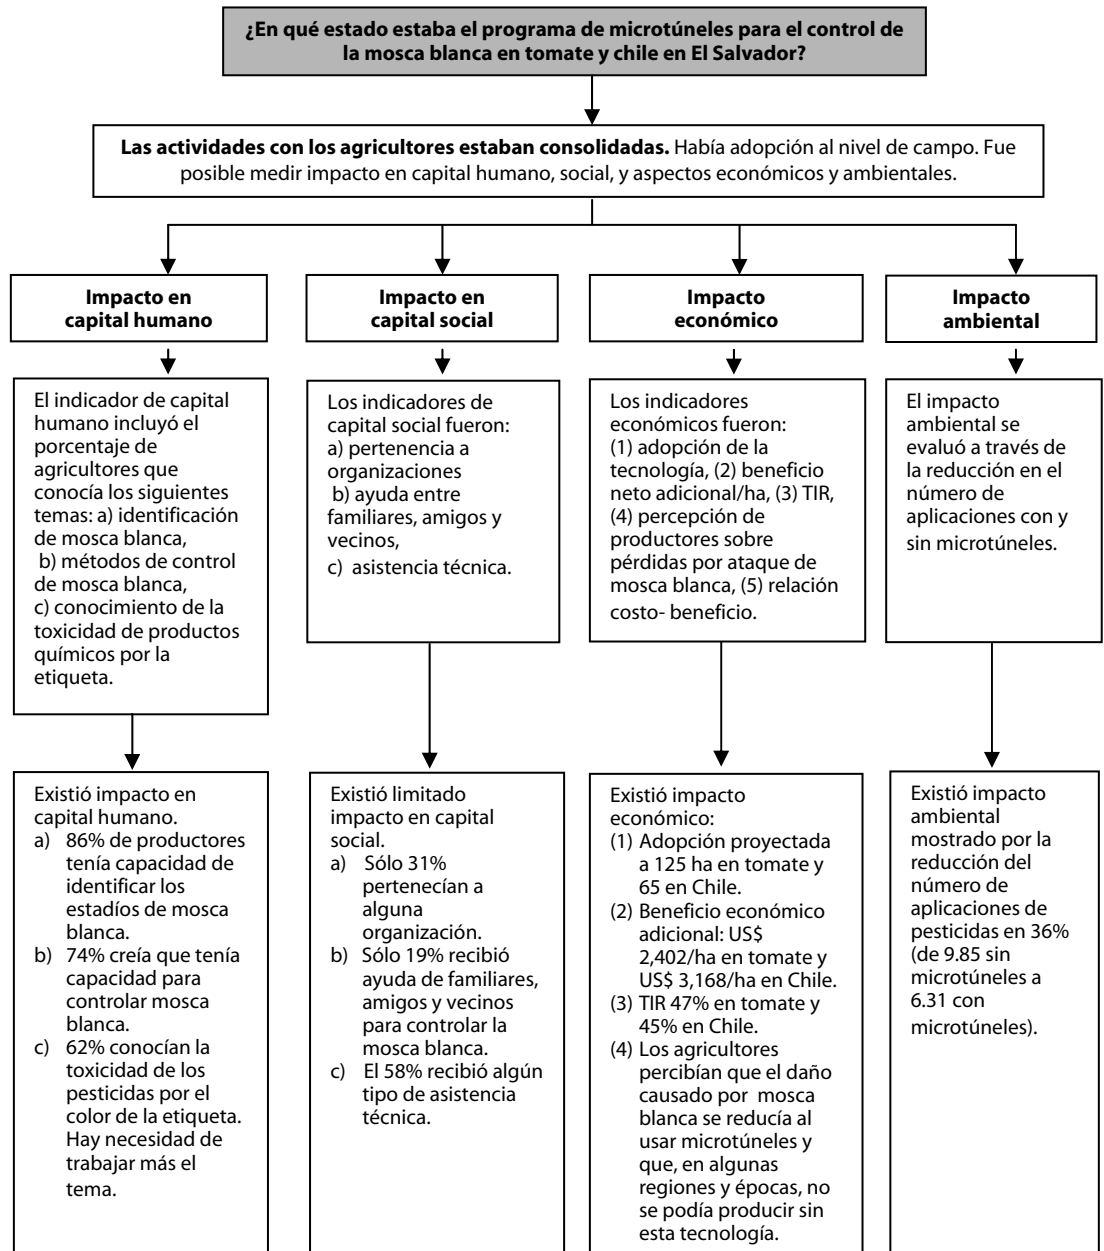 ¿En qué estado estaba el programa de microtúneles para el control de
la mosca blanca en tomate y chile en El Salvador?
Las actividades con los agricultores estaban consolidadas. Había adopción al nivel de campo. Fue
posible medir impacto en capital humano, social, y aspectos económicos y ambientales.
Impacto en
capital humano
Impacto en
capital social
Impacto
económico
Impacto
ambiental
El indicador de capital
humano incluyó el
porcentaje de
agricultores que
conocía los siguientes
temas: a) identificación
de mosca blanca,
b) métodos de control
de mosca blanca,
c) conocimiento de la
toxicidad de productos
químicos por la
etiqueta.
Los indicadores de
capital social fueron:
a) pertenencia a
organizaciones
b) ayuda entre
familiares, amigos y
vecinos,
c) asistencia técnica.
Los indicadores
económicos fueron:
(1) adopción de la
tecnología, (2) beneficio
neto adicional/ha, (3) TIR,
(4) percepción de
productores sobre
pérdidas por ataque de
mosca blanca, (5) relación
costo- beneficio.
El impacto
ambiental se
evaluó a través de
la reducción en el
número de
aplicaciones con y
sin microtúneles.
Existió impacto en
capital humano.
a) 86% de productores
tenía capacidad de
identificar los
estadíos de mosca
blanca.
b) 74% creía que tenía
capacidad para
controlar mosca
blanca.
c) 62% conocían la
toxicidad de los
pesticidas por el
color de la etiqueta.
Hay necesidad de
trabajar más el
tema.
Existió limitado
impacto en capital
social.
a) Sólo 31%
pertenecían a
alguna
organización.
b) Sólo 19% recibió
ayuda de familiares,
amigos y vecinos
para controlar la
mosca blanca.
c) El 58% recibió algún
tipo de asistencia
técnica.
Existió impacto
económico:
(1) Adopción proyectada
a 125 ha en tomate y
65 en Chile.
(2) Beneficio económico
adicional: US$
2,402/ha en tomate y
US$ 3,168/ha en Chile.
(3) TIR 47% en tomate y
45% en Chile.
(4) Los agricultores
percibían que el daño
causado por mosca
blanca se reducía al
usar microtúneles y
que, en algunas
regiones y épocas, no
se podía producir sin
esta tecnología.
Existió impacto
ambiental
mostrado por la
reducción del
número de
aplicaciones de
pesticidas en 36%
(de 9.85 sin
microtúneles a
6.31 con
microtúneles).